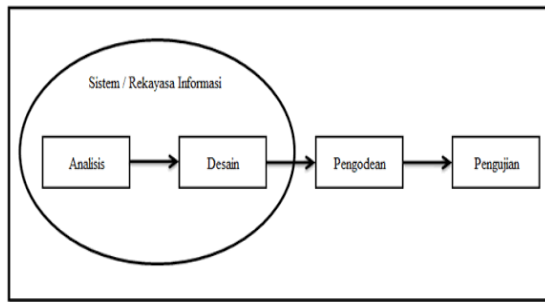 Sistem / Rekayasa Informasi
Analisis
Desain
Pengodean
Pengujian